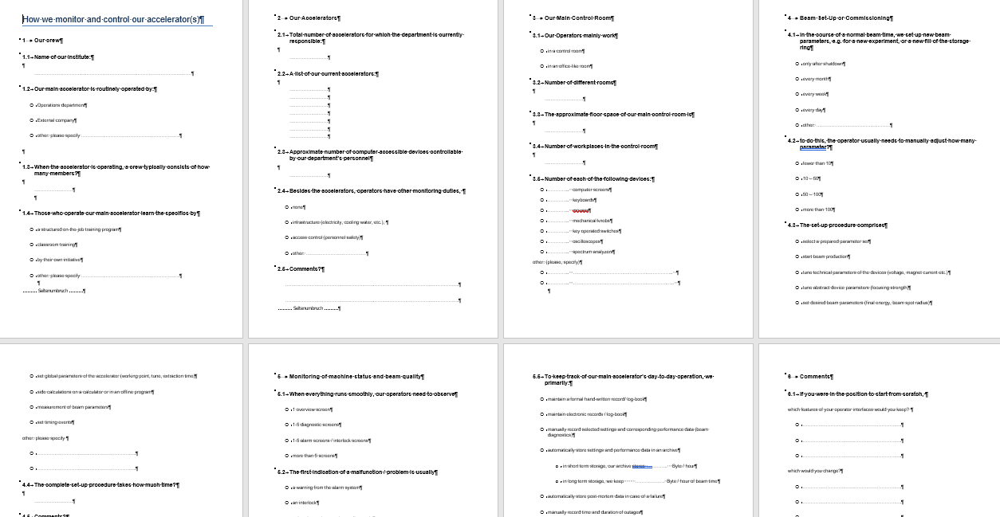 How we monitor and control our accelerator(s)¶
1 Our crew¶
1.1 Name of our Institute:¶
¶
¶
1.2 Our main accelerator is routinely operated by:¶
Operations department¶
External company¶
other: please specify ¶
¶
1.3 When the accelerator is operating, a crew typically consists of how
many members?¶
¶
¶
¶
1.4 Those who operate our main accelerator learn the specifics by¶
a structured on-the-job training program¶
classroom training¶
by their own initiative¶
other: please specify ¶
¶
Seitenumbruch ¶
2 Our Accelerators¶
2.1 Total number of accelerators for which the department is currently
responsible:¶
¶
¶
2.2 A list of our current accelerators:¶
¶
¶
¶
¶
¶
¶
¶
¶
2.3 Approximate number of computer accessible devices controllable
by our department's personnel¶
¶
¶
2.4 Besides the accelerators, operators have other monitoring duties, ¶
none¶
infrastructure (electricity, cooling water, etc.), ¶
access control (personnel safety)¶
other: ¶
2.5 Comments?¶
¶
¶
Seitenumbruch ¶
3 Our Main Control Room¶
3.1 Our Operators mainly work¶
in a control room¶
in an office-like room¶
3.2 Number of different rooms¶
¶
¶
3.3 The approximate floor space of our main control room is¶
¶
¶
3.4 Number of workplaces in the control room¶
¶
¶
3.5 Number of each of the following devices:¶
computer screens¶
keyboards¶
mechanical knobs¶
key operated switches¶
oscilloscopes¶
spectrum analyzers¶
other: (please, specify)¶
¶
¶
¶
4 Beam Set-Up or Commissioning¶
4.1 In the course of a normal beam time, we set up new beam
parameters, e.g. for a new experiment, or a new fill of the storage
ring¶
only after shutdown¶
every month¶
every week¶
every day¶
other: ¶
4.2 to do this, the operator usually needs to manually adjust how many
parameter?¶
fewer than 10¶
10 – 50¶
50 – 100¶
more than 100¶
4.3 The set-up procedure comprises¶
select a prepared parameter set¶
start beam production¶
tune technical parameters of the devices (voltage, magnet current etc.)¶
tune abstract device parameters (focusing strength)¶
set desired beam parameters (final energy, beam spot radius)¶
set global parameters of the accelerator (working point, tune, extraction time)¶
side calculations on a calculator or in an offline program¶
measurement of beam parameters¶
set timing events¶
other: please specify ¶
¶
¶
4.4 The complete set-up procedure takes how much time?¶
¶
¶
4.5 Comments?¶
5 Monitoring of machine status and beam quality¶
5.1 When everything runs smoothly, our operators need to observe¶
1 overview screen¶
1-5 diagnostic screens¶
1-5 alarm screens / interlock screens¶
more than 5 screens¶
5.2 The first indication of a malfunction / problem is usually¶
a warning from the alarm system¶
an interlock¶
5.5 To keep track of our main accelerator's day-to-day operation, we
primarily:¶
maintain a formal hand-written record / log-book¶
maintain electronic records / log-book¶
manually record selected settings and corresponding performance data (beam
diagnostics)¶
automatically store settings and performance data in an archive¶
in short term storage, our archive Byte / hour¶
in long term storage, we keep Byte / hour of beam time¶
automatically store post-mortem data in case of a failure¶
manually record time and duration of outages¶
6 Comments¶
6.1 If you were in the position to start from scratch, ¶
which features of your operator interfaces would you keep? ¶
¶
¶
¶
which would you change?¶
¶
¶
¶